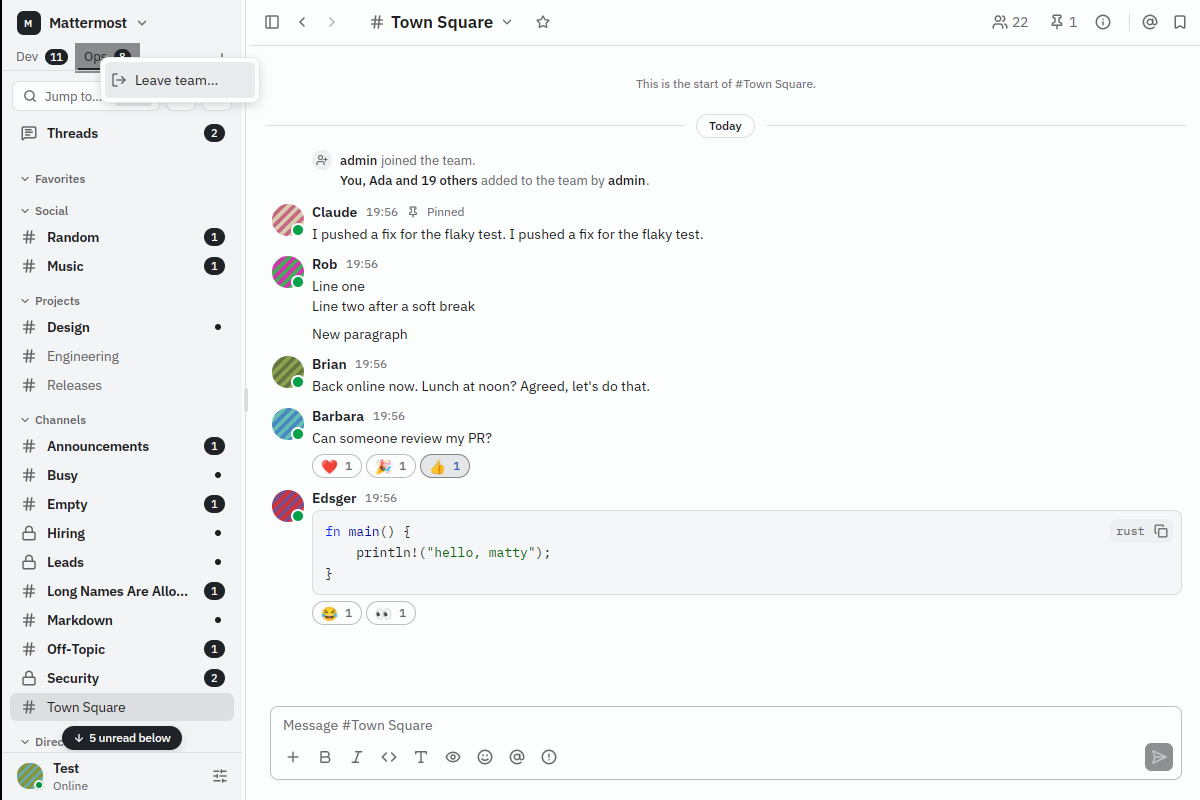 M Mattermost
Town Square
22
1
Dev 11 Ops 8
Leave team...
Jump to...
Threads 2
Favorites
Social
Random 1
Music 1
Projects
Design
Engineering
Releases
Channels
Announcements 1
Busy
Empty 1
Hiring
Leads
Long Names Are Allo... 1
Markdown
Off-Topic 1
Security 2
Town Square
Direc
5 unread below
Test
Online
This is the start of #Town Square.
Today
admin joined the team.
You, Ada and 19 others added to the team by admin.
Claude 19:56 Pinned
I pushed a fix for the flaky test. I pushed a fix for the flaky test.
Rob 19:56
Line one
Line two after a soft break
New paragraph
Brian 19:56
Back online now. Lunch at noon? Agreed, let's do that.
Barbara 19:56
Can someone review my PR?
1 1 1
Edsger 19:56
fn main() {
rust
println!("hello, matty");
}
1 1
Message #Town Square